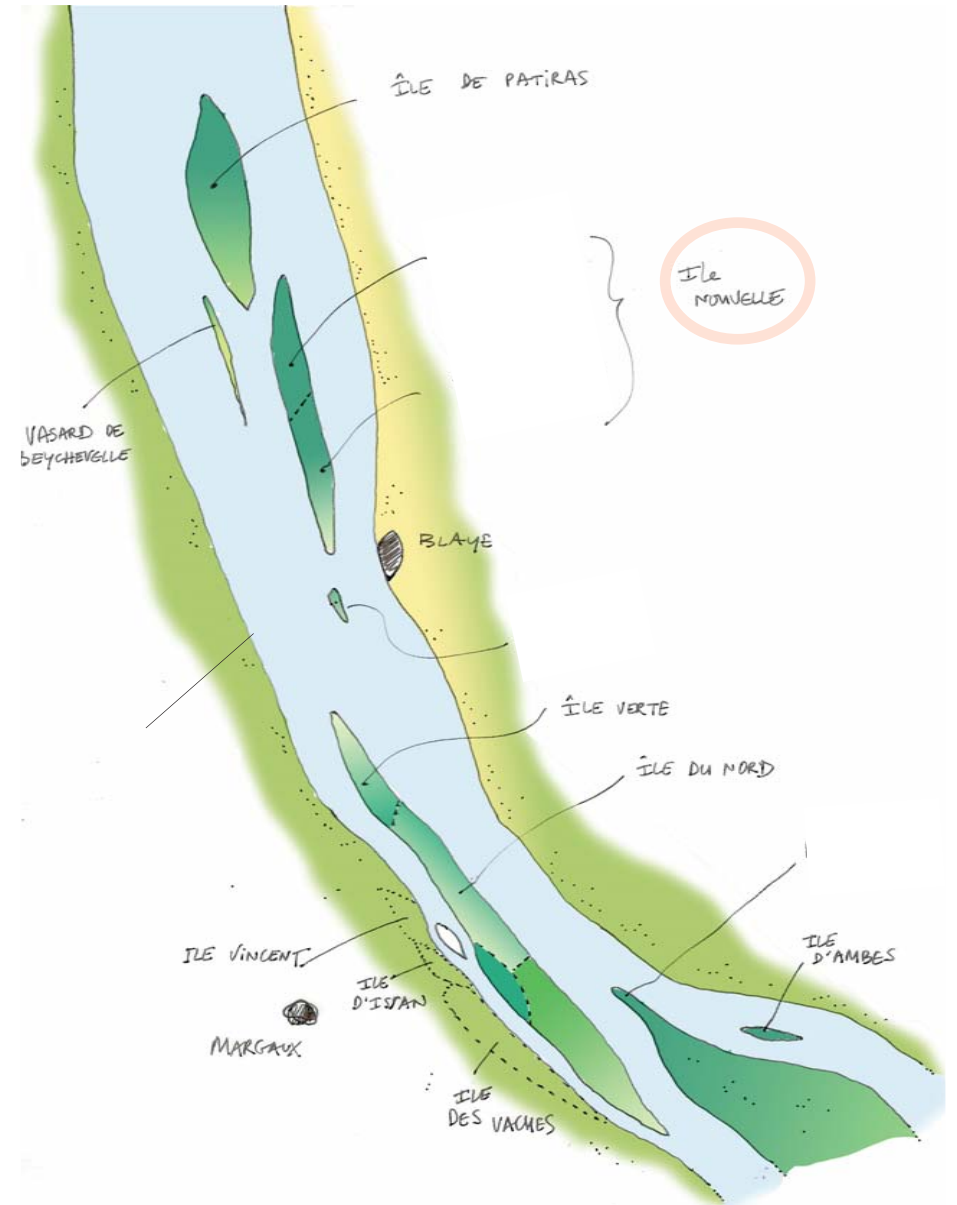 ÎLE DE PATIRAS
ILe
NOUVELLE
VASARD DE
BEYCHEVELLE
BLAYE
ÎLE VERTE
ÎLE DU NORD
ILE VINCENT
ILE
D'ISSAN
ILE
D'AMBES
MARGAUX
ILE
DES VACHES